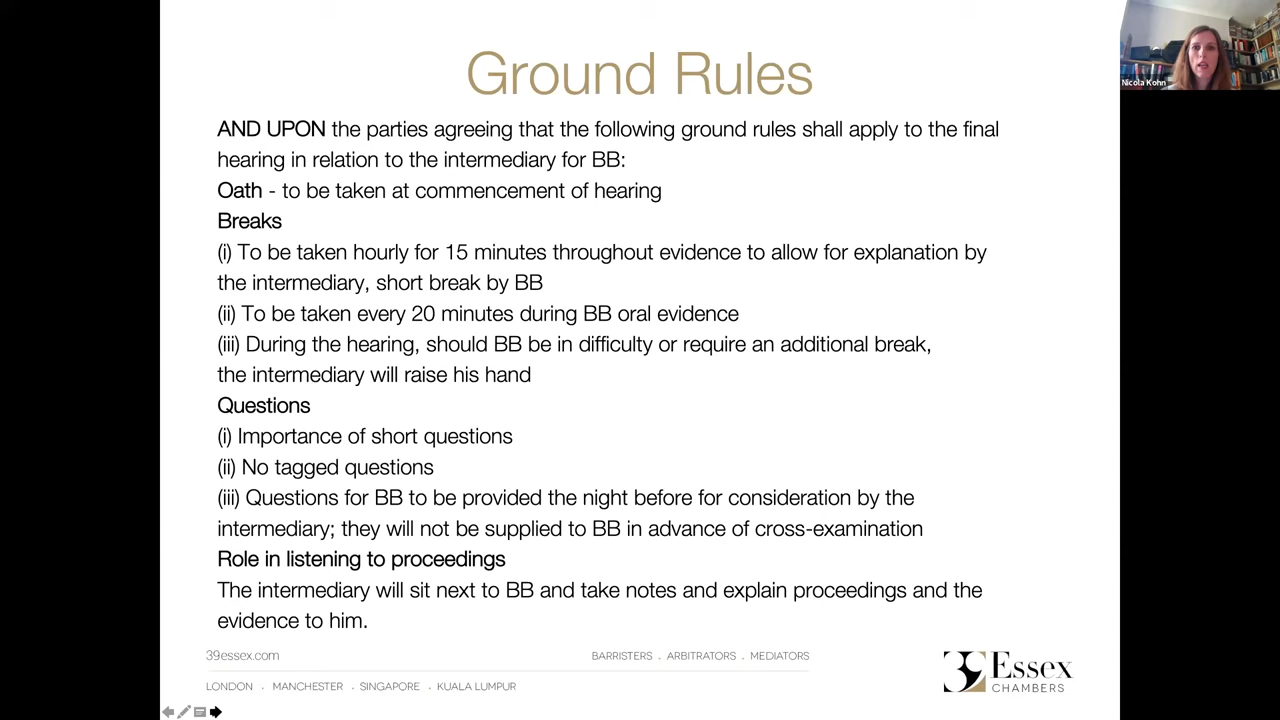 Ground Rules
Nicola Kohn
AND UPON the parties agreeing that the following ground rules shall apply to the final
hearing in relation to the intermediary for BB:
Oath - to be taken at commencement of hearing
Breaks
(i) To be taken hourly for 15 minutes throughout evidence to allow for explanation by
the intermediary, short break by BB
(ii) To be taken every 20 minutes during BB oral evidence
(iii) During the hearing, should BB be in difficulty or require an additional break,
the intermediary will raise his hand
Questions
(i) Importance of short questions
(ii) No tagged questions
(iii) Questions for BB to be provided the night before for consideration by the
intermediary; they will not be supplied to BB in advance of cross-examination
Role in listening to proceedings
The intermediary will sit next to BB and take notes and explain proceedings and the
evidence to him.
39essex.com
BARRISTERS . ARBITRATORS . MEDIATORS
LONDON . MANCHESTER . SINGAPORE . KUALA LUMPUR
39 Essex
CHAMBERS